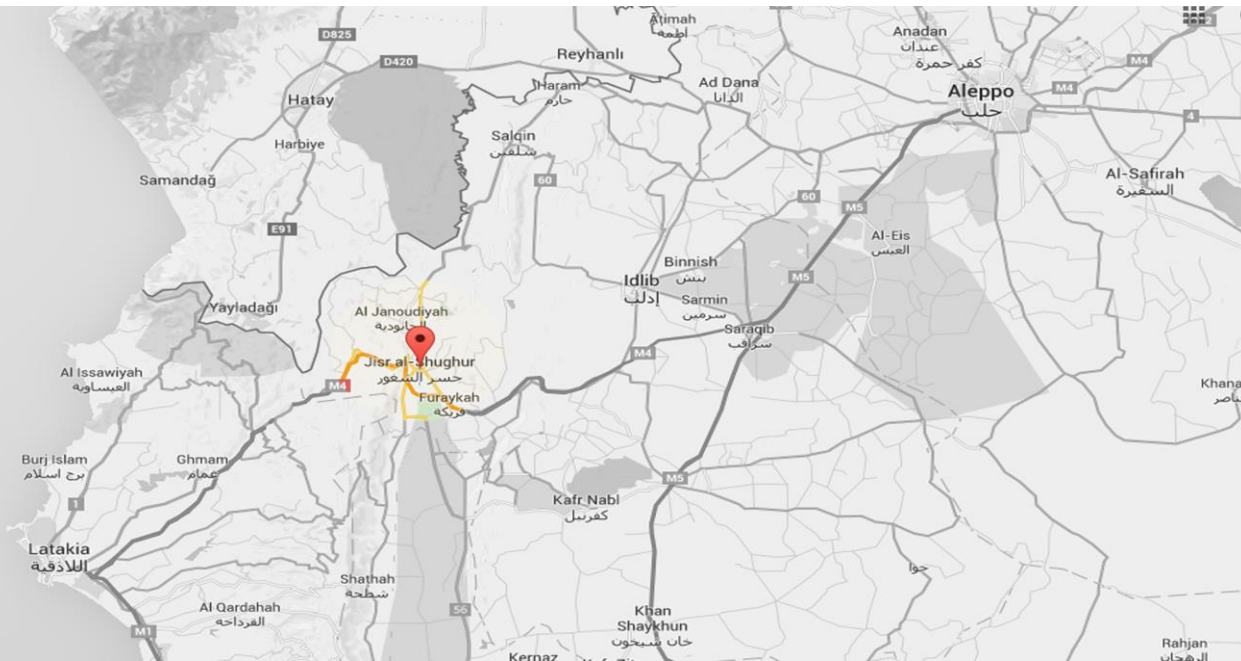 Atimah
أطمه
D825
Anadan
عندان
2
Reyhanlı
D420
كفر حمرة
M4
Ad Dana
الدانا
Haram
حارم
Hatay
Aleppo
حلب
M4
4
Harbiye
Salqin
سلقين
Samandağ
60
Al-Safirah
السفيرة
60
M5
E91
Al-Eis
العيس
Binnish
بنش
M5
Idlib
إدلب
Sarmin
سرمين
Yayladağı
Al Janoudiyah
الجانودية
Saraqib
سراقب
M4
Jisr al-Shughur
جسر الشغور
Al Issawiyah
العيساوية
M4
Furaykah
فريكة
Khana
Burj Islam
برج اسلام
Ghmam
غمام
M5
Kafr Nabl
كفرنبل
1
Latakia
اللاذقية
Shathah
شطحة
جوا
Al Qardahah
القرداحة
56
Khan
Shaykhun
خان شيخون
M1
Rahjan
الرهجان
Kernaz